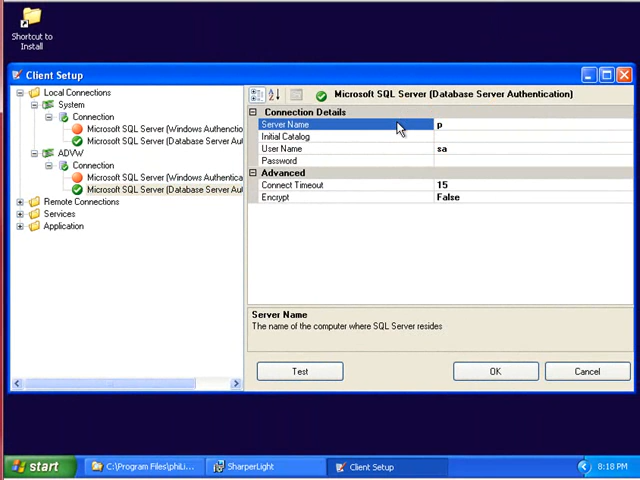 Shortcut to
Install
Client Setup
Local Connections
System
Connection
Microsoft SQL Server (Windows Authenticatio
Microsoft SQL Server (Database Server Aut
ADVW
Connection
Microsoft SQL Server (Windows Authentica
Microsoft SQL Server (Database Server Aut
Remote Connections
Services
Application
Microsoft SQL Server (Database Server Authentication)
Connection Details
Server Name p
Initial Catalog
User Name sa
Password
Advanced
Connect Timeout 15
Encrypt False
Server Name
The name of the computer where SQL Server resides
Test OK Cancel
start C:\Program Files\phiLi... SharperLight Client Setup 8:18 PM